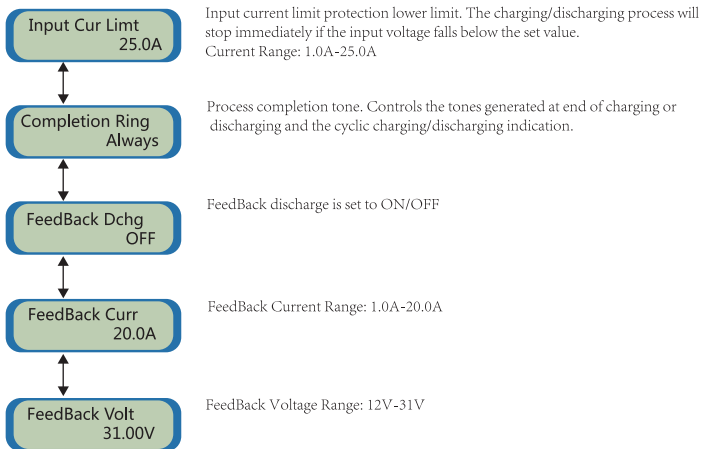 Input Cur Limt
25.0A
Input current limit protection lower limit. The charging/discharging process will
stop immediately if the input voltage falls below the set value.
Current Range: 1.0A-25.0A
Completion Ring
Always
Process completion tone. Controls the tones generated at end of charging or
discharging and the cyclic charging/discharging indication.
FeedBack Dchg
OFF
FeedBack discharge is set to ON/OFF
FeedBack Curr
20.0A
FeedBack Current Range: 1.0A-20.0A
FeedBack Volt
31.00V
FeedBack Voltage Range: 12V-31V